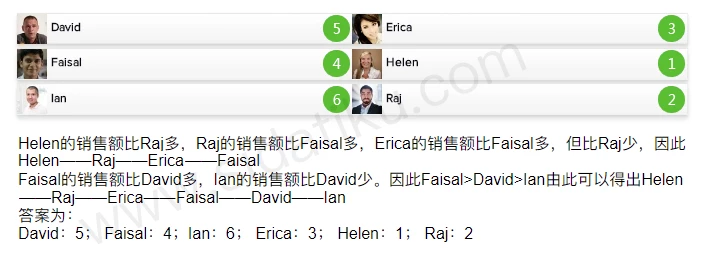 David 5 Erica 3
Faisal 4 Helen 1
Ian 6 Raj 2
Helen的销售额比Raj多，Raj的销售额比Faisal多，Erica的销售额比Faisal多，但比Raj少，因此
Helen——Raj——Erica——Faisal
Faisal的销售额比David多，Ian的销售额比David少。因此Faisal>David>Ian由此可以得出Helen
——Raj——Erica——Faisal——David——Ian
答案为：
David：5； Faisal：4；Ian：6； Erica：3； Helen：1； Raj：2